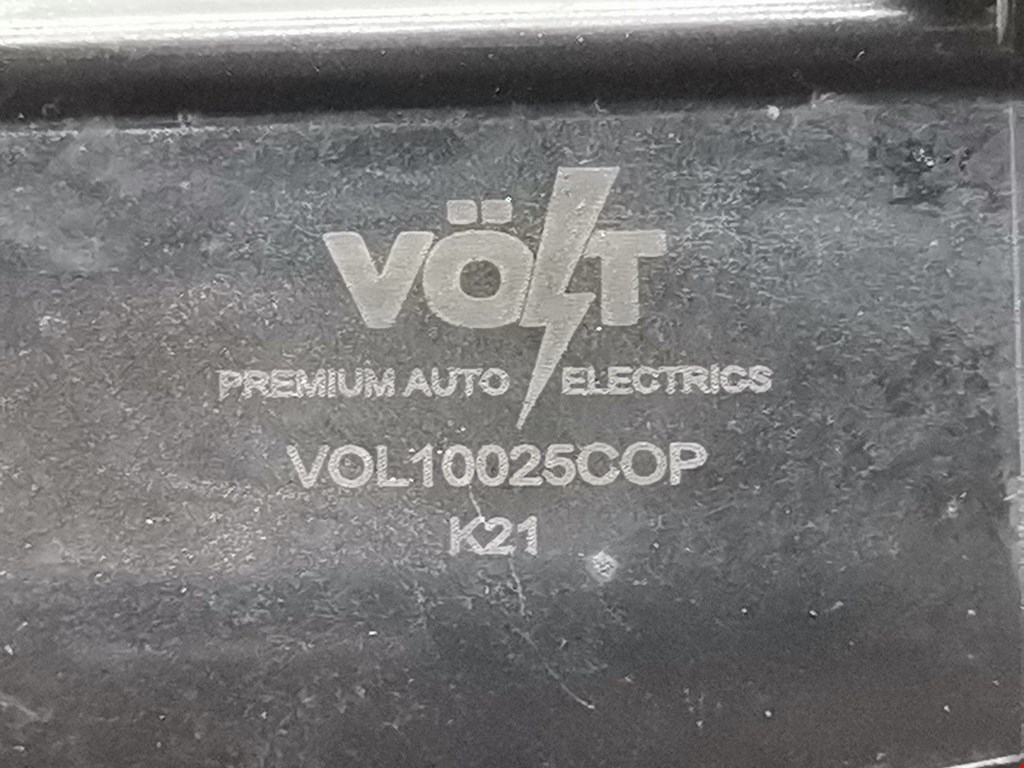 VÖLT
PREMIUM AUTO ELECTRICS
VOL10025COP
K21